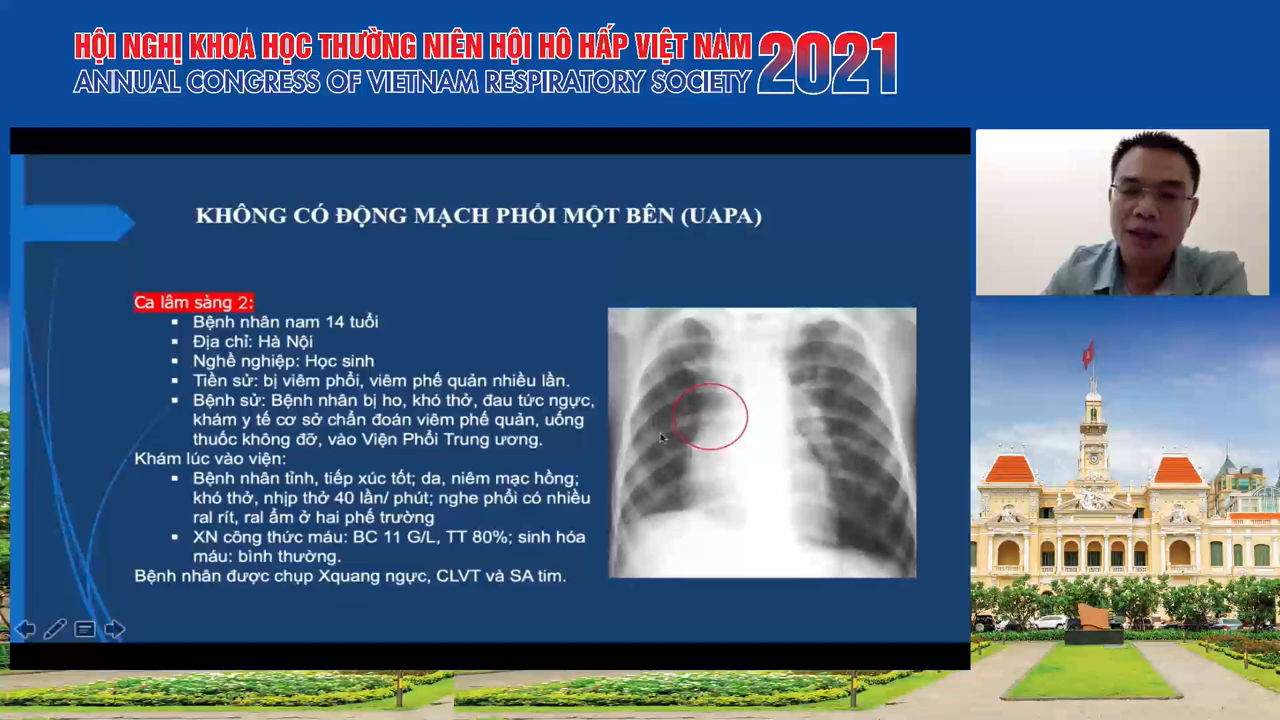 HỘI NGHỊ KHOA HỌC THƯỜNG NIÊN HỘI HÔ HẤP VIỆT NAM 2021
ANNUAL CONGRESS OF VIETNAM RESPIRATORY SOCIETY
KHÔNG CÓ ĐỘNG MẠCH PHỔI MỘT BÊN (UAPA)
Ca lâm sàng 2:
▪ Bệnh nhân nam 14 tuổi
▪ Địa chỉ: Hà Nội
▪ Nghề nghiệp: Học sinh
▪ Tiền sử: bị viêm phổi, viêm phế quản nhiều lần.
▪ Bệnh sử: Bệnh nhân bị ho, khó thở, đau tức ngực,
khám y tế cơ sở chẩn đoán viêm phế quản, uống
thuốc không đỡ, vào Viện Phổi Trung ương.
Khám lúc vào viện:
▪ Bệnh nhân tỉnh, tiếp xúc tốt; da, niêm mạc hồng;
khó thở, nhịp thở 40 lần/ phút; nghe phổi có nhiều
ral rít, ral ẩm ở hai phế trường
▪ XN công thức máu: BC 11 G/L, TT 80%; sinh hóa
máu: bình thường.
Bệnh nhân được chụp Xquang ngực, CLVT và SA tim.